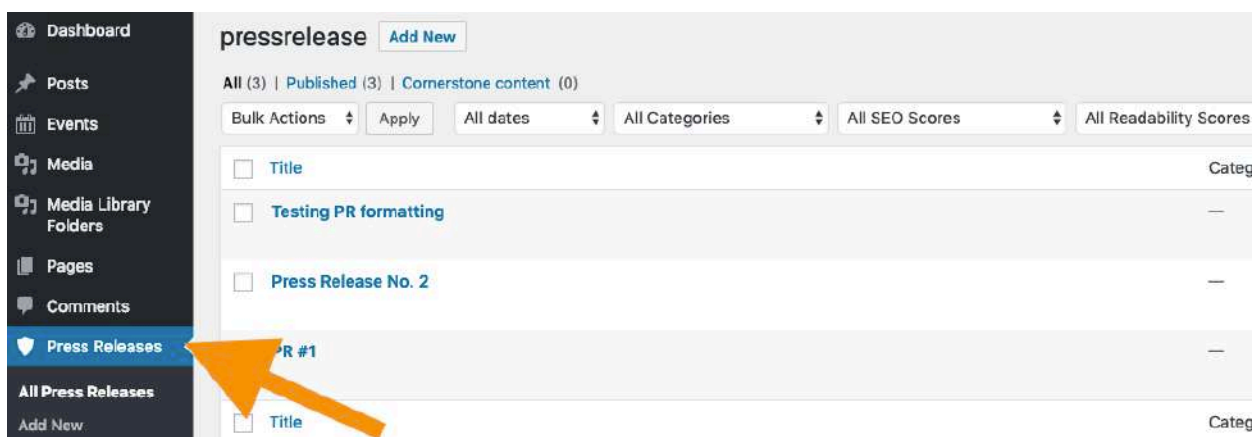 Dashboard
Posts
Events
Media
Media Library
Folders
Pages
Comments
Press Releases
All Press Releases
Add New
pressrelease Add New
All (3) | Published (3) | Cornerstone content (0)
Bulk Actions Apply All dates All Categories All SEO Scores All Readability Scores
Title Categ
Testing PR formatting —
Press Release No. 2 —
PR #1 —
Title Categ